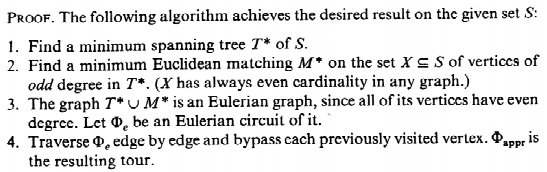 PROOF. The following algorithm achieves the desired result on the given set S:
1. Find a minimum spanning tree T* of S.
2. Find a minimum Euclidean matching M* on the set X ⊆ S of vertices of
odd degree in T*. (X has always even cardinality in any graph.)
3. The graph T* ∪ M* is an Eulerian graph, since all of its vertices have even
degree. Let Φe be an Eulerian circuit of it.
4. Traverse Φe edge by edge and bypass each previously visited vertex. Φappr is
the resulting tour.